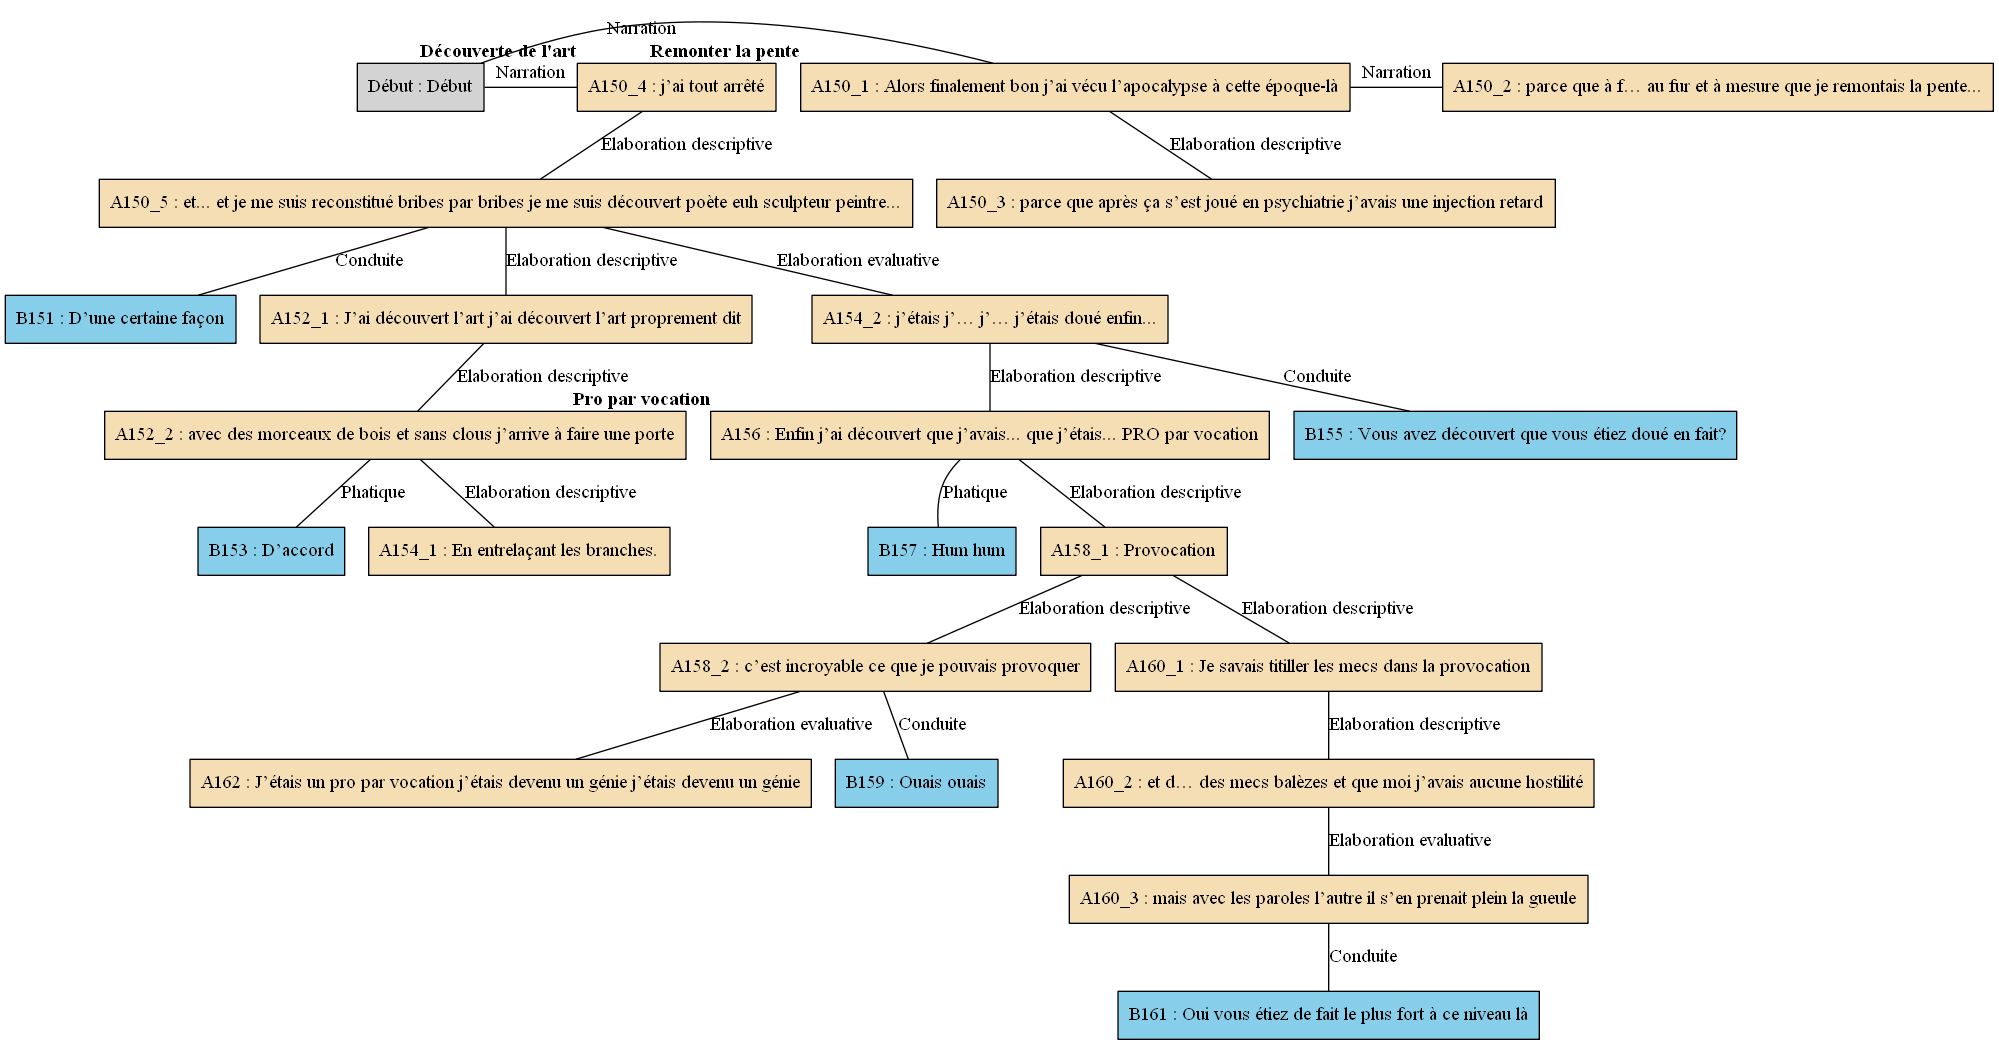 Narration
Découverte de l'art
Remonter la pente
Début : Début
Narration
A150_4 : j’ai tout arrêté
A150_1 : Alors finalement bon j’ai vécu l’apocalypse à cette époque-là
Narration
A150_2 : parce que à f… au fur et à mesure que je remontais la pente...
Elaboration descriptive
Elaboration descriptive
A150_5 : et... et je me suis reconstitué bribes par bribes je me suis découvert poète euh sculpteur peintre...
A150_3 : parce que après ça s’est joué en psychiatrie j’avais une injection retard
Conduite
Elaboration descriptive
Elaboration evaluative
B151 : D’une certaine façon
A152_1 : J’ai découvert l’art j’ai découvert l’art proprement dit
A154_2 : j’étais j’… j’… j’étais doué enfin...
Elaboration descriptive
Elaboration descriptive
Conduite
Pro par vocation
A152_2 : avec des morceaux de bois et sans clous j’arrive à faire une porte
A156 : Enfin j’ai découvert que j’avais... que j’étais... PRO par vocation
B155 : Vous avez découvert que vous étiez doué en fait?
Phatique
Elaboration descriptive
Phatique
Elaboration descriptive
B153 : D’accord
A154_1 : En entrelaçant les branches.
B157 : Hum hum
A158_1 : Provocation
Elaboration descriptive
Elaboration descriptive
A158_2 : c’est incroyable ce que je pouvais provoquer
A160_1 : Je savais titiller les mecs dans la provocation
Elaboration evaluative
Conduite
Elaboration descriptive
A162 : J’étais un pro par vocation j’étais devenu un génie j’étais devenu un génie
B159 : Ouais ouais
A160_2 : et d… des mecs balèzes et que moi j’avais aucune hostilité
Elaboration evaluative
A160_3 : mais avec les paroles l’autre il s’en prenait plein la gueule
Conduite
B161 : Oui vous étiez de fait le plus fort à ce niveau là